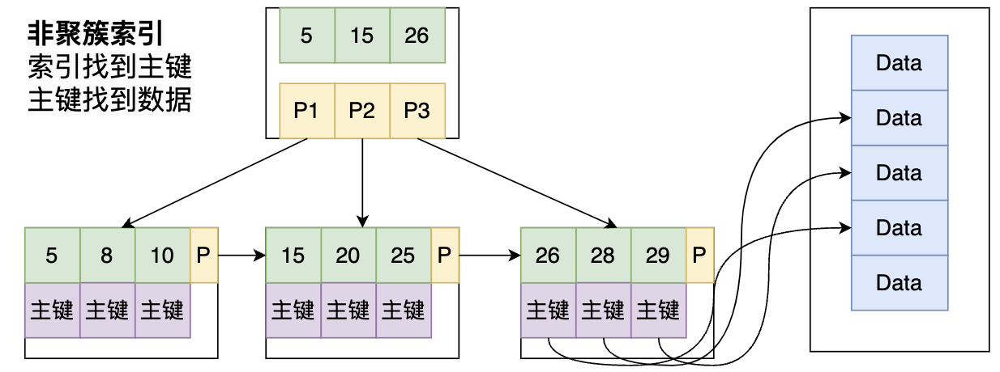 非聚簇索引
索引找到主键
主键找到数据
5 15 26
P1 P2 P3
5 8 10 P
主键 主键 主键
15 20 25 P
主键 主键 主键
26 28 29 P
主键 主键 主键
Data
Data
Data
Data
Data